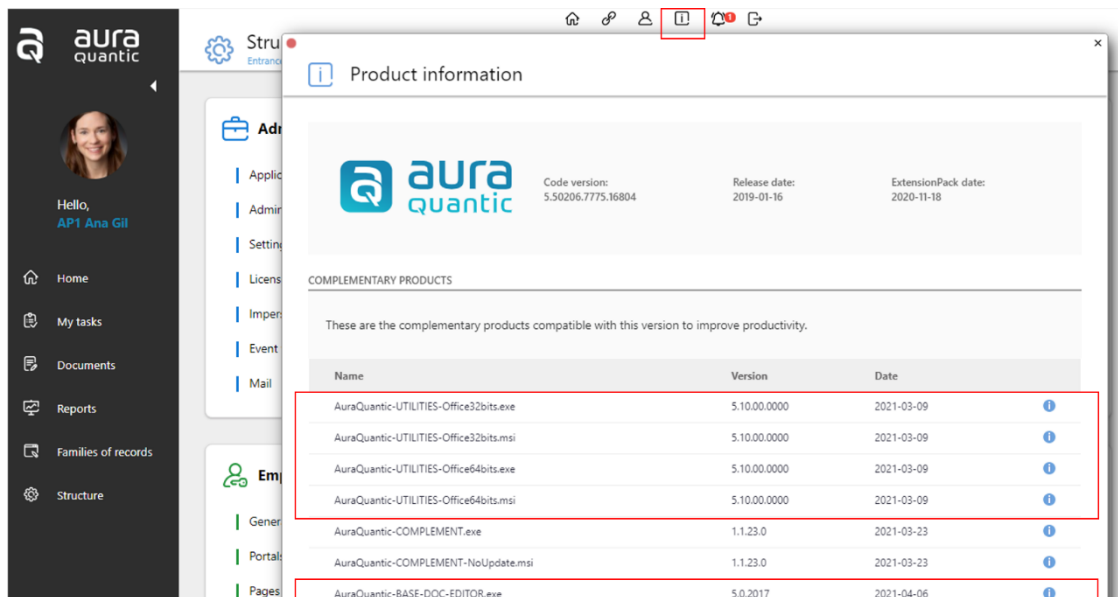 aura
quantic
Hello,
AP1 Ana Gil
Home
My tasks
Documents
Reports
Families of records
Structure
Stru
Entranc
Adr
Applic
Admir
Setting
Licens
Impers
Event
Mail
Emp
Gener
Portals
Pages
1
Product information
aura
quantic
Code version:
5.50206.7775.16804
Release date:
2019-01-16
ExtensionPack date:
2020-11-18
COMPLEMENTARY PRODUCTS
These are the complementary products compatible with this version to improve productivity.
Name Version Date
AuraQuantic-UTILITIES-Office32bits.exe 5.10.00.0000 2021-03-09
AuraQuantic-UTILITIES-Office32bits.msi 5.10.00.0000 2021-03-09
AuraQuantic-UTILITIES-Office64bits.exe 5.10.00.0000 2021-03-09
AuraQuantic-UTILITIES-Office64bits.msi 5.10.00.0000 2021-03-09
AuraQuantic-COMPLEMENT.exe 1.1.23.0 2021-03-23
AuraQuantic-COMPLEMENT-NoUpdate.msi 1.1.23.0 2021-03-23
AuraQuantic-BASE-DOC-EDITOR.exe 5.0.2017 2021-04-06